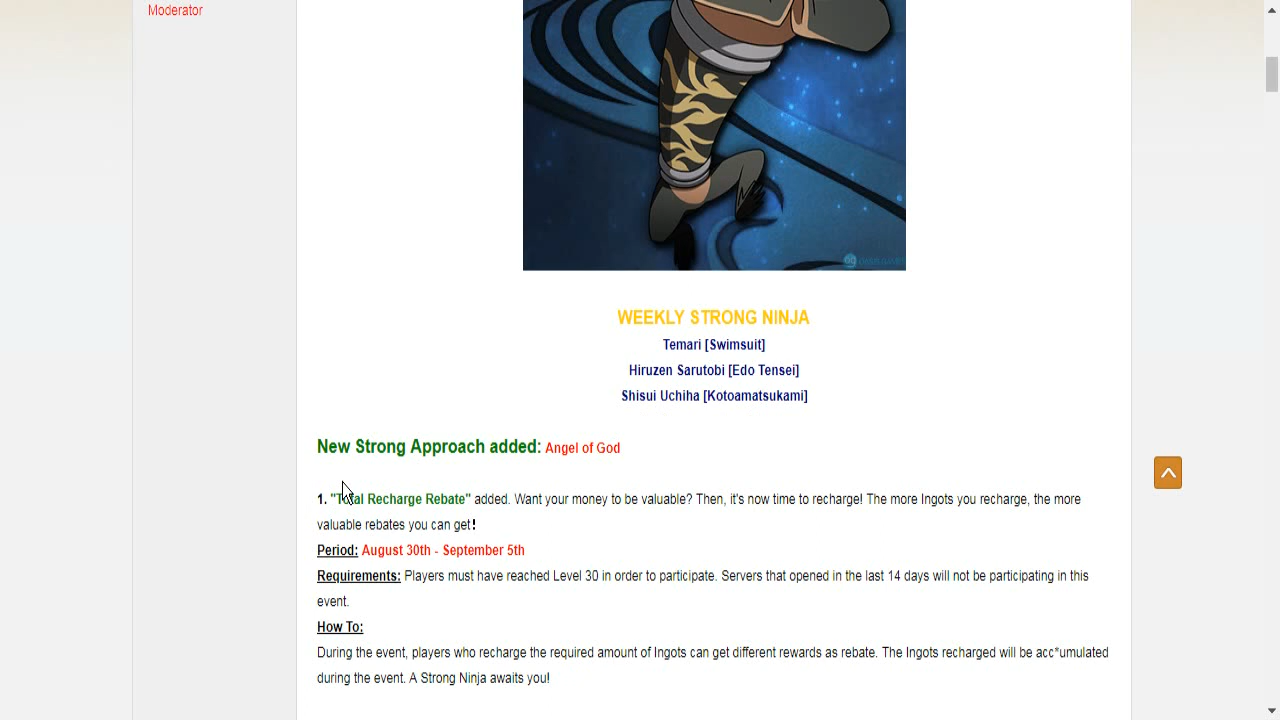 Moderator
WEEKLY STRONG NINJA
Temari [Swimsuit]
Hiruzen Sarutobi [Edo Tensei]
Shisui Uchiha [Kotoamatsukami]
New Strong Approach added: Angel of God
1. "Total Recharge Rebate" added. Want your money to be valuable? Then, it's now time to recharge! The more Ingots you recharge, the more
valuable rebates you can get!
Period: August 30th - September 5th
Requirements: Players must have reached Level 30 in order to participate. Servers that opened in the last 14 days will not be participating in this
event.
How To:
During the event, players who recharge the required amount of Ingots can get different rewards as rebate. The Ingots recharged will be acc*umulated
during the event. A Strong Ninja awaits you!